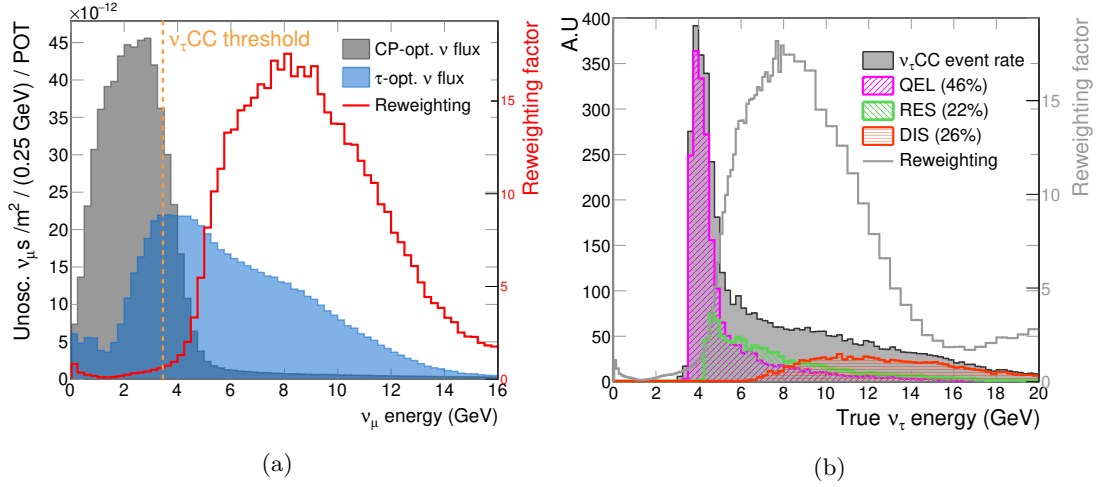 ×10⁻¹²
45
40
35
30
25
20
15
10
5
0
Unosc. νμs /m² / (0.25 GeV) / POT
ντCC threshold
CP-opt. ν flux
τ-opt. ν flux
Reweighting
15
10
5
0
Reweighting factor
0 2 4 6 8 10 12 14 16
νμ energy (GeV)
(a)
A.U
400
350
300
250
200
150
100
50
0
ντCC event rate
QEL (46%)
RES (22%)
DIS (26%)
Reweighting
15
10
5
0
Reweighting factor
0 2 4 6 8 10 12 14 16 18 20
True ντ energy (GeV)
(b)